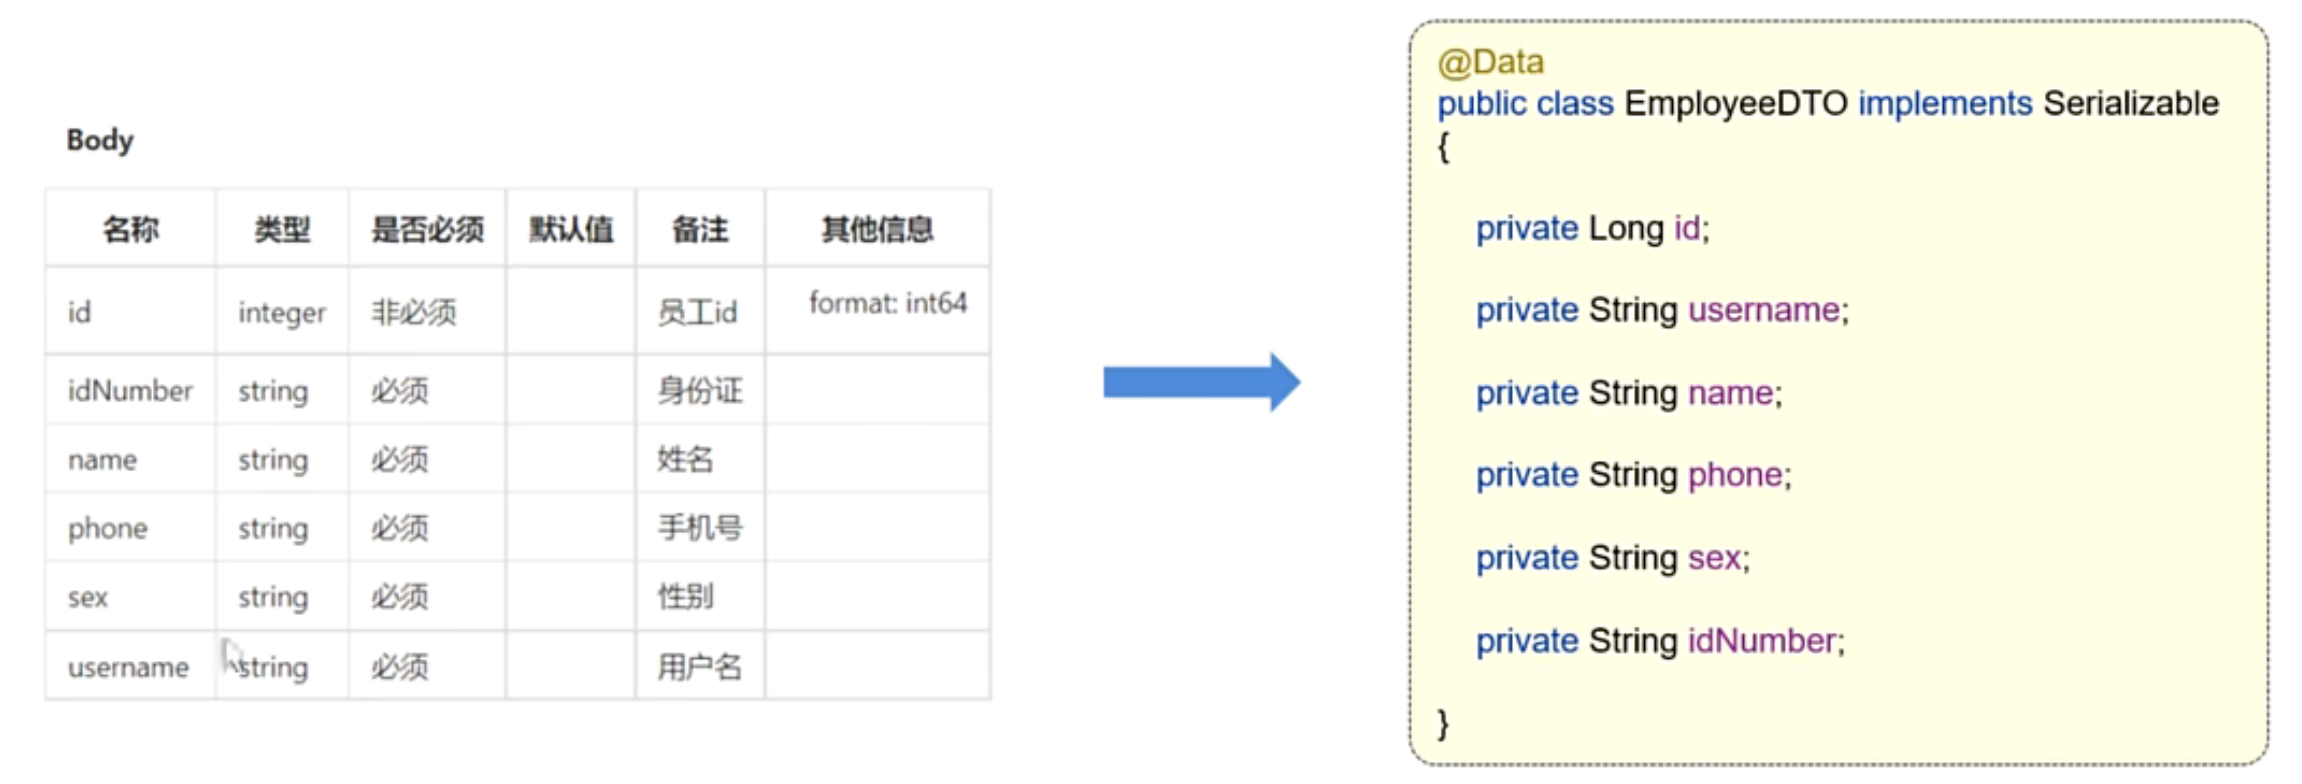 Body
名称 类型 是否必须 默认值 备注 其他信息
id integer 非必须 员工id format: int64
idNumber string 必须 身份证
name string 必须 姓名
phone string 必须 手机号
sex string 必须 性别
username string 必须 用户名
@Data
public class EmployeeDTO implements Serializable
{
private Long id;
private String username;
private String name;
private String phone;
private String sex;
private String idNumber;
}